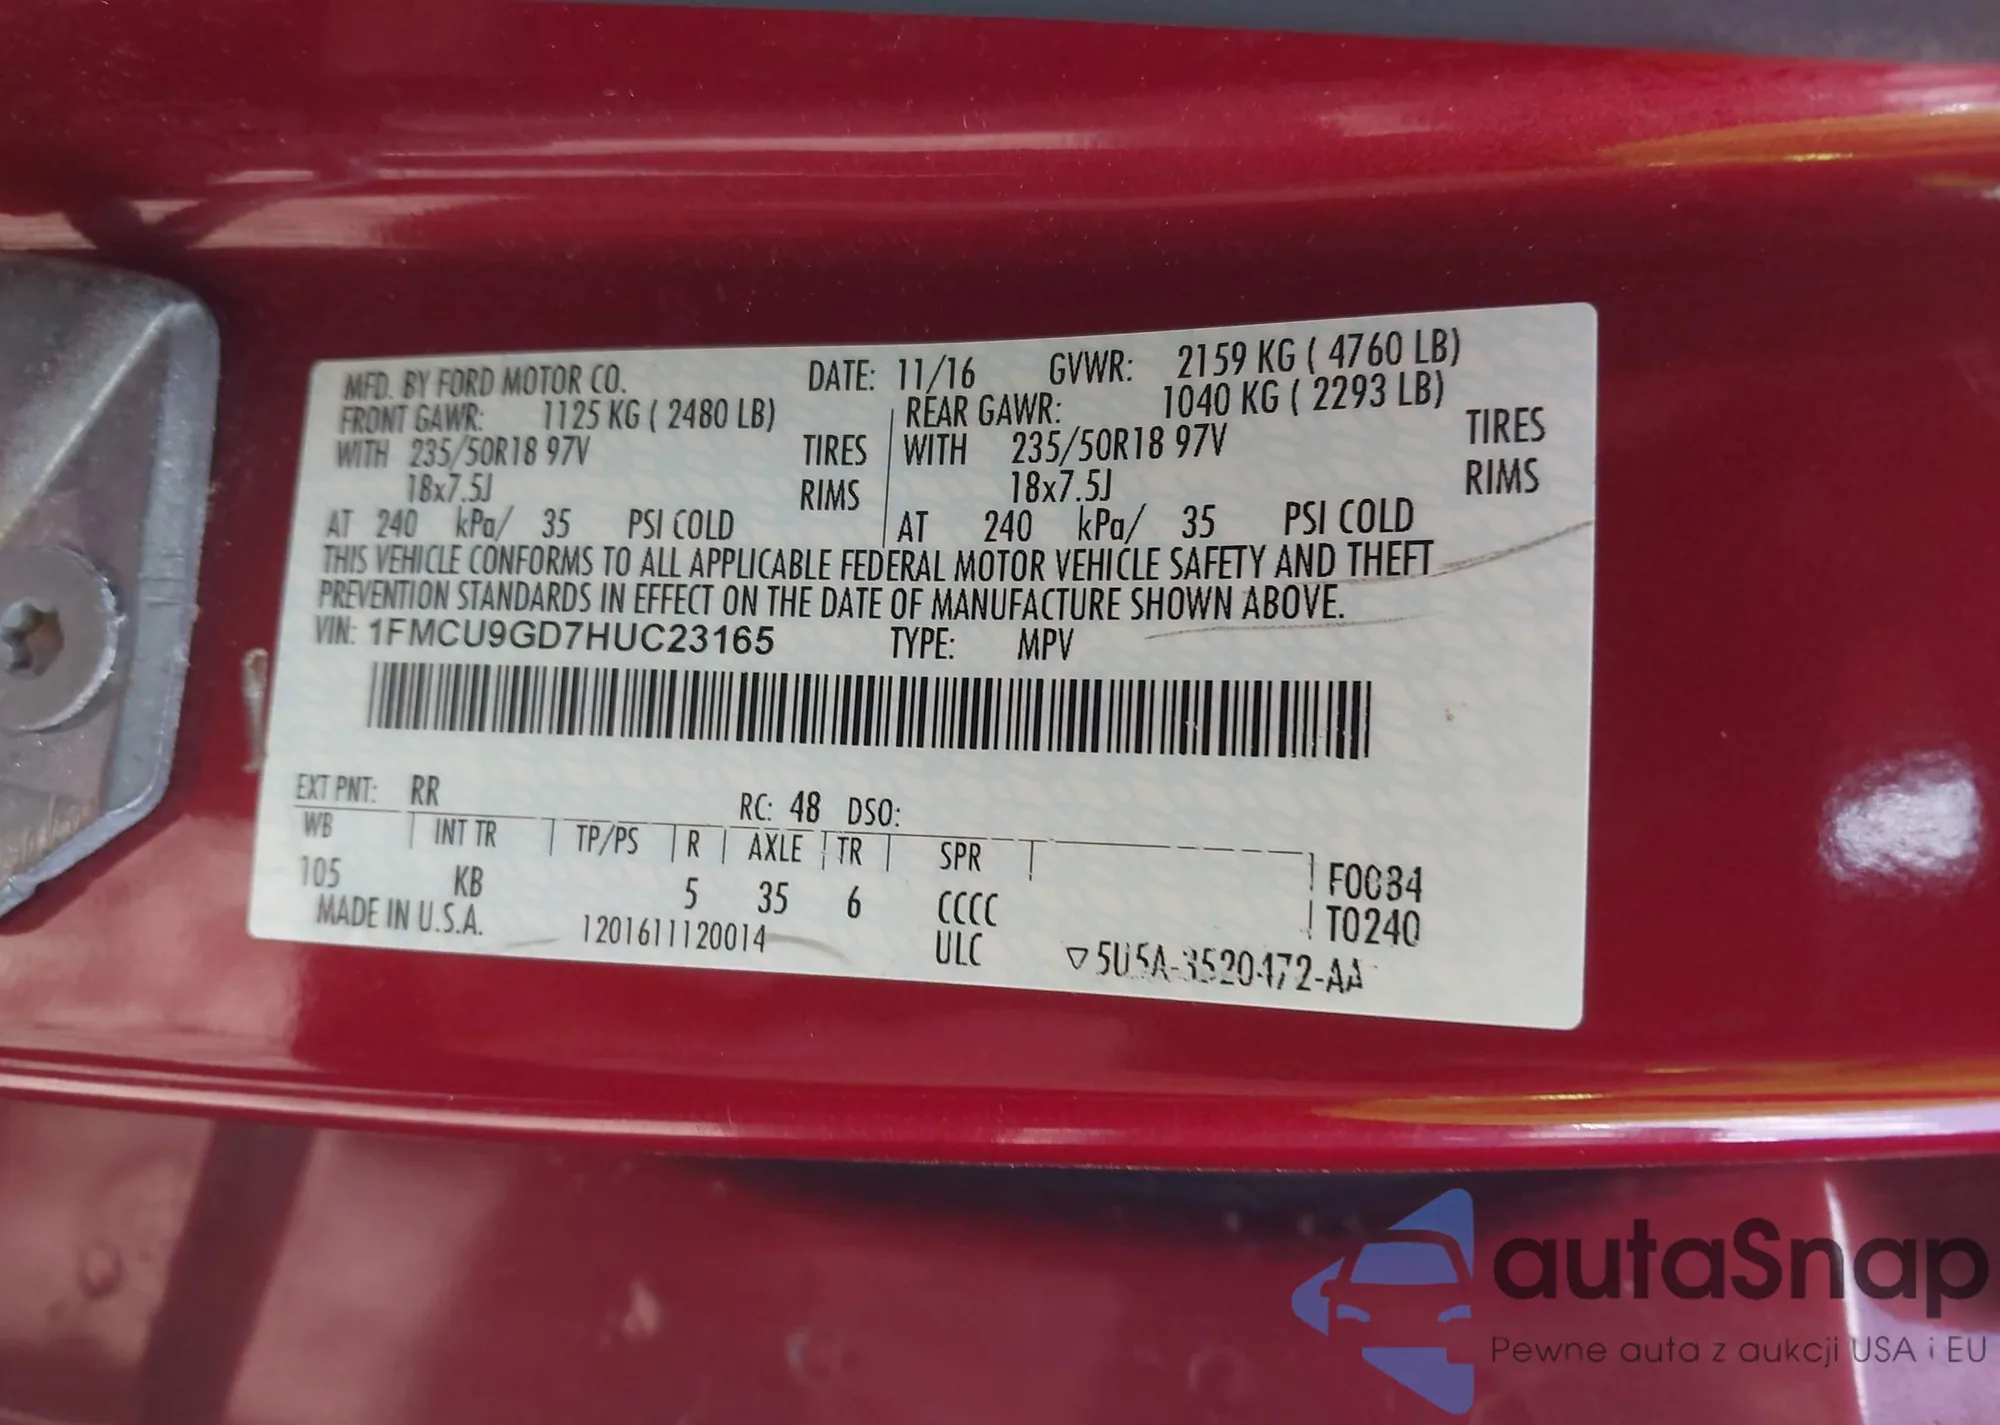 MFD. BY FORD MOTOR CO. DATE: 11/16 GVWR: 2159 KG ( 4760 LB)
FRONT GAWR: 1125 KG ( 2480 LB) REAR GAWR: 1040 KG ( 2293 LB)
WITH 235/50R18 97V TIRES WITH 235/50R18 97V TIRES
18x7.5J RIMS 18x7.5J RIMS
AT 240 kPa/ 35 PSI COLD AT 240 kPa/ 35 PSI COLD
THIS VEHICLE CONFORMS TO ALL APPLICABLE FEDERAL MOTOR VEHICLE SAFETY AND THEFT
PREVENTION STANDARDS IN EFFECT ON THE DATE OF MANUFACTURE SHOWN ABOVE.
VIN: 1FMCU9GD7HUC23165 TYPE: MPV
EXT PNT: RR RC: 48 DSO:
WB INT TR TP/PS R AXLE TR SPR
105 KB 5 35 6 CCCC F0084
MADE IN U.S.A. 1201611120014 ULC T0240
▽5U5A-3520472-AA
autaSnap
Pewne auta z aukcji USA i EU